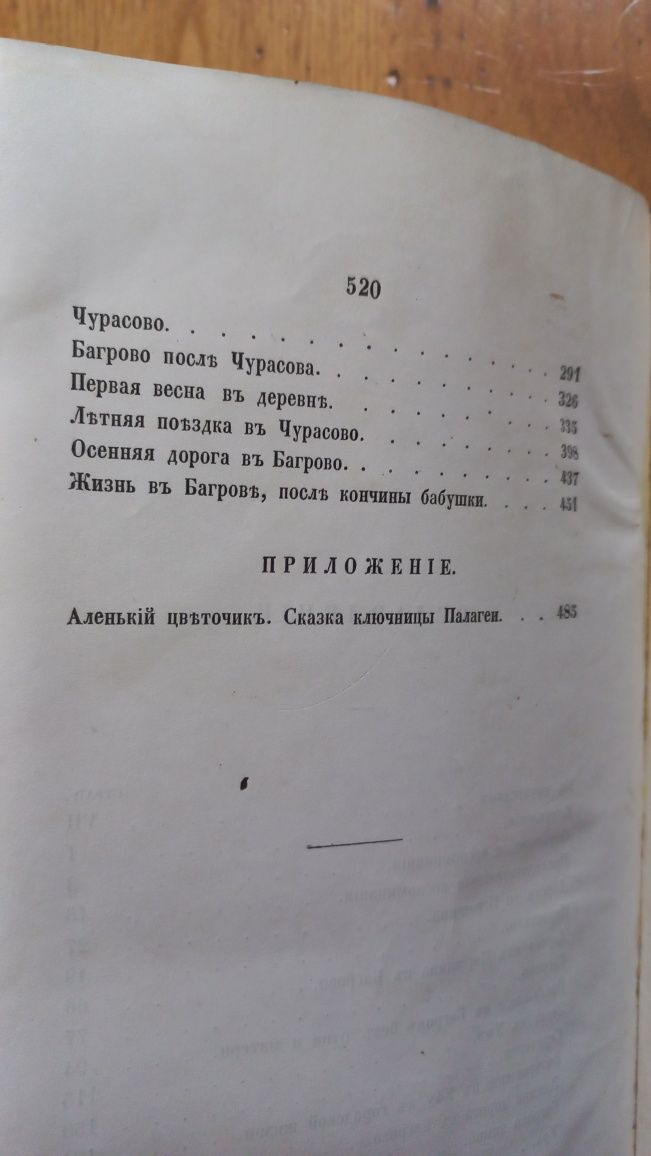 520
Чурасово. . . . . . . . . . . . . . 291
Багрово послѣ Чурасова. . . . . . . . . 326
Первая весна въ деревнѣ. . . . . . . . 335
Лѣтняя поѣздка въ Чурасово. . . . . . . 398
Осенняя дорога въ Багрово. . . . . . . . 437
Жизнь въ Багровѣ, послѣ кончины бабушки. . . . . 451
ПРИЛОЖЕНІЕ.
Аленькій цвѣточикъ. Сказка ключницы Палагеи. . . 485